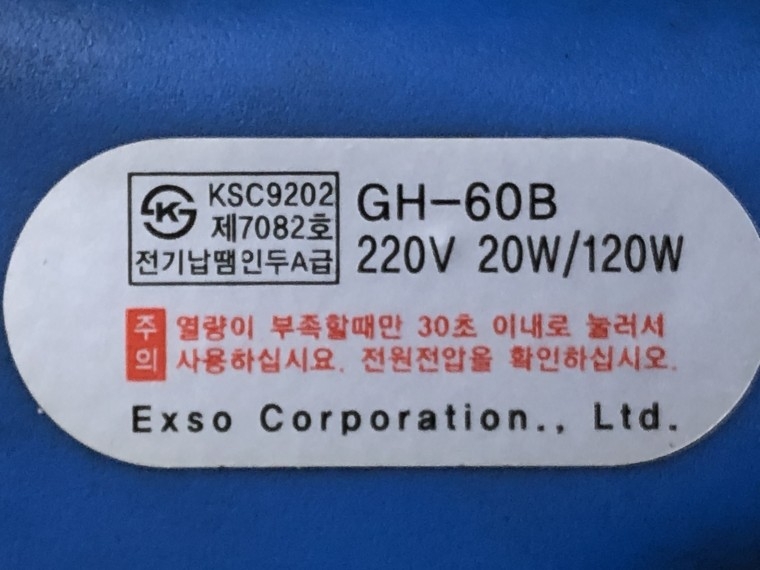 KSC9202
제7082호
전기납땜인두A급
GH-60B
220V 20W/120W
주의
열량이 부족할때만 30초 이내로 눌러서
사용하십시요. 전원전압을 확인하십시오.
Exso Corporation., Ltd.